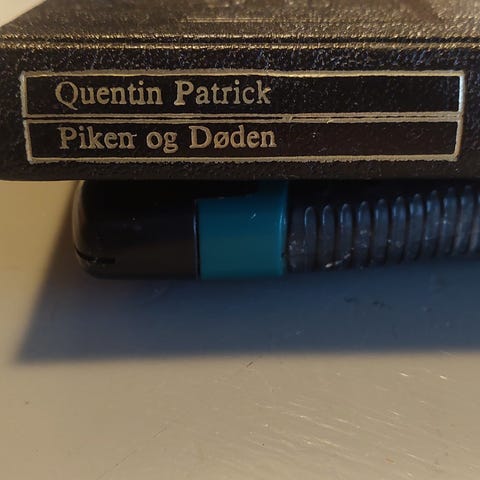 Quentin Patrick
Piken og Døden